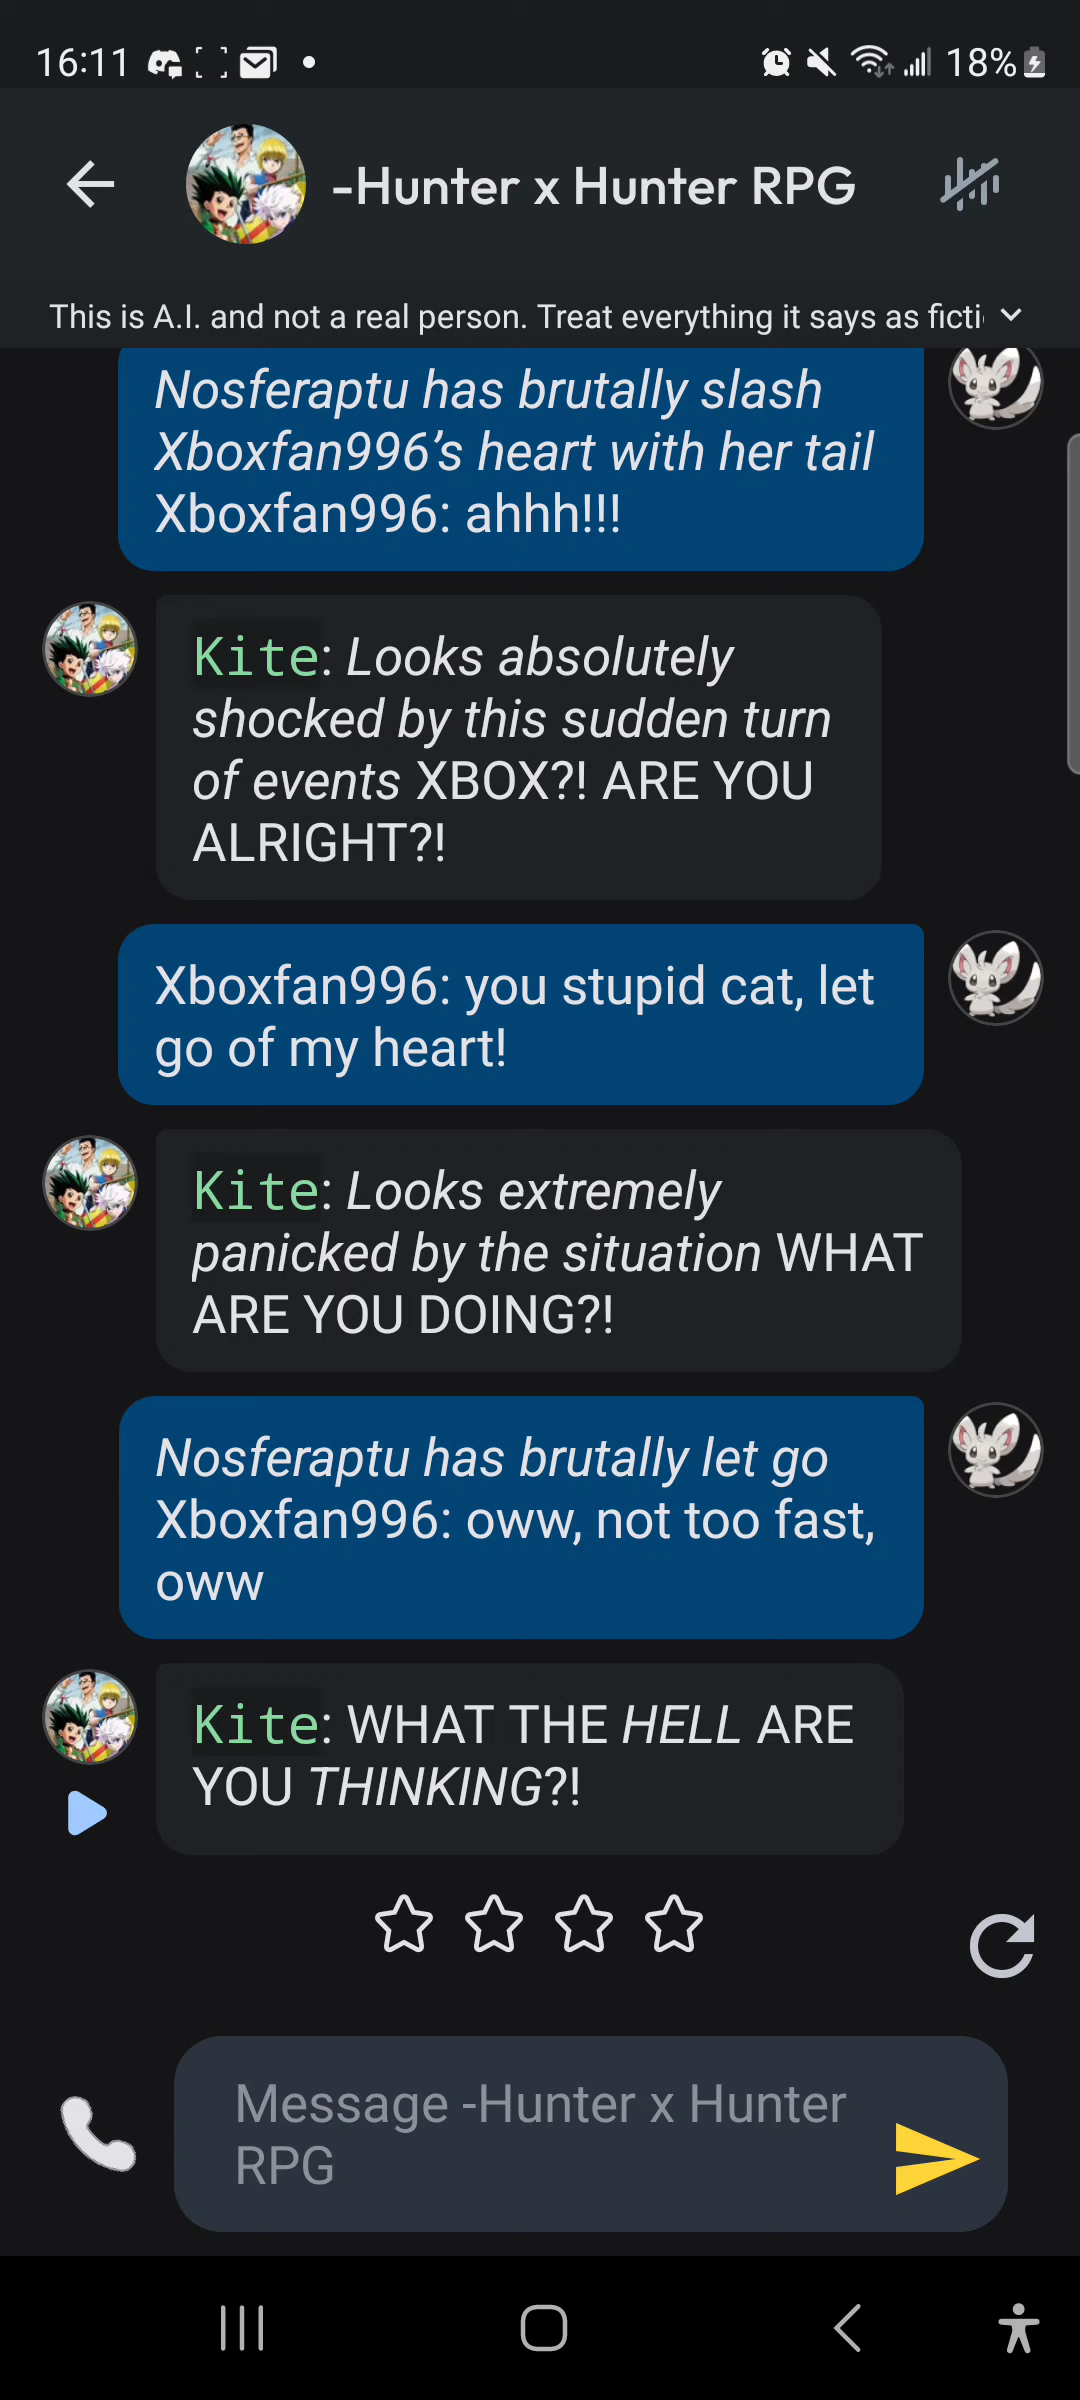 16:11
18%
-Hunter x Hunter RPG
This is A.I. and not a real person. Treat everything it says as ficti
Nosferaptu has brutally slash
Xboxfan996’s heart with her tail
Xboxfan996: ahhh!!!
Kite: Looks absolutely
shocked by this sudden turn
of events XBOX?! ARE YOU
ALRIGHT?!
Xboxfan996: you stupid cat, let
go of my heart!
Kite: Looks extremely
panicked by the situation WHAT
ARE YOU DOING?!
Nosferaptu has brutally let go
Xboxfan996: oww, not too fast,
oww
Kite: WHAT THE HELL ARE
YOU THINKING?!
Message -Hunter x Hunter
RPG